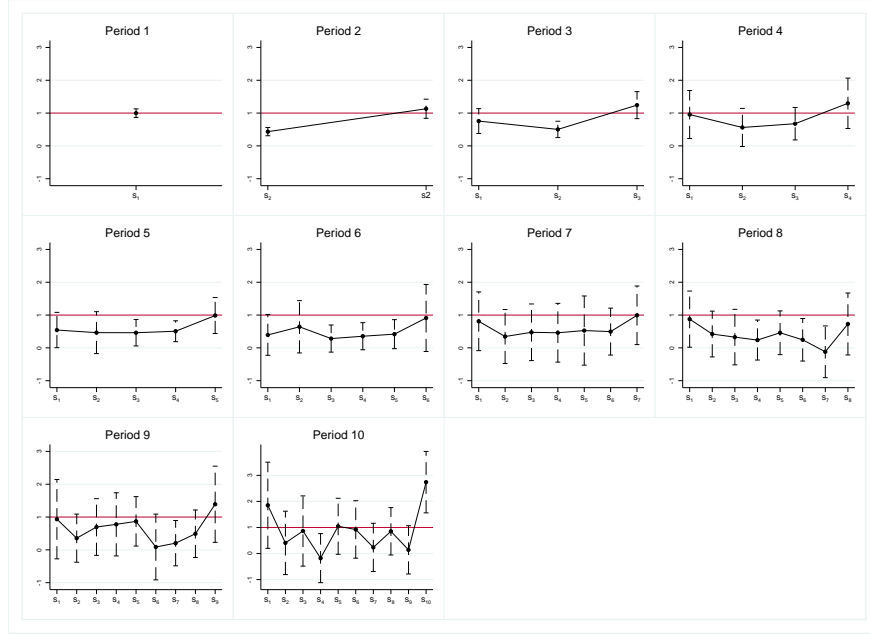 Period 1
3
2
1
0
-1
s₁
Period 2
3
2
1
0
-1
s₂ s2
Period 3
3
2
1
0
-1
s₁ s₂ s₃
Period 4
3
2
1
0
-1
s₁ s₂ s₃ s₄
Period 5
3
2
1
0
-1
s₁ s₂ s₃ s₄ s₅
Period 6
3
2
1
0
-1
s₁ s₂ s₃ s₄ s₅ s₆
Period 7
3
2
1
0
-1
s₁ s₂ s₃ s₄ s₅ s₆ s₇
Period 8
3
2
1
0
-1
s₁ s₂ s₃ s₄ s₅ s₆ s₇ s₈
Period 9
3
2
1
0
-1
s₁ s₂ s₃ s₄ s₅ s₆ s₇ s₈ s₉
Period 10
3
2
1
0
-1
s₁ s₂ s₃ s₄ s₅ s₆ s₇ s₈ s₉ s₁₀